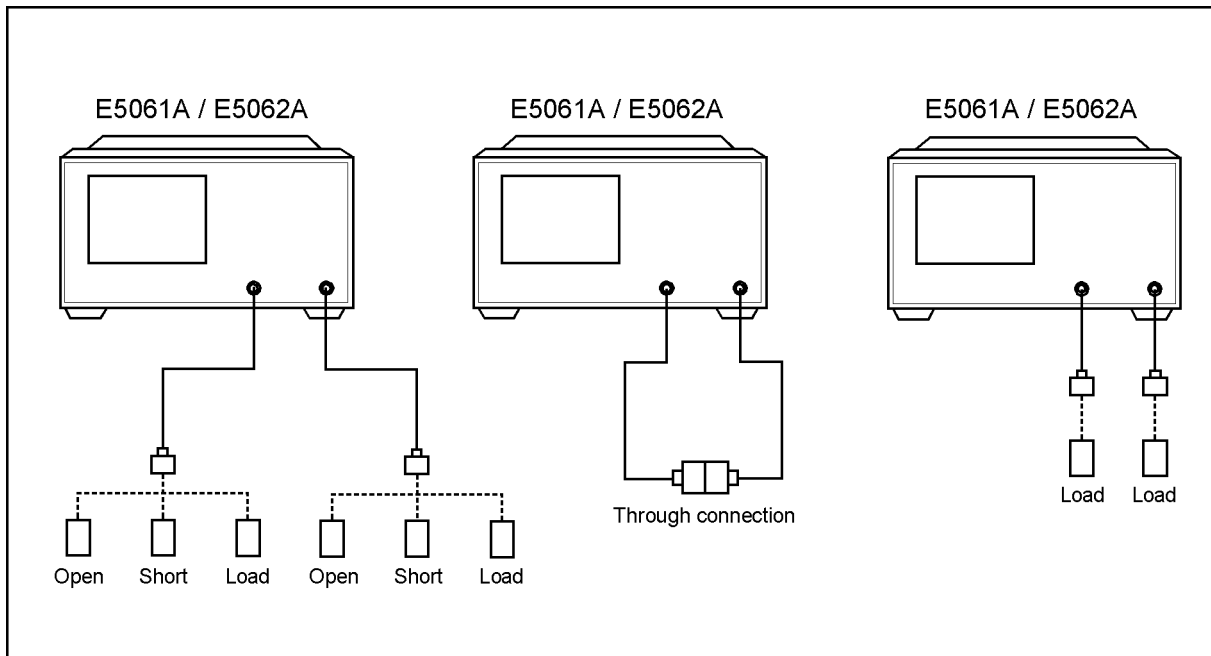 E5061A / E5062A
E5061A / E5062A
E5061A / E5062A
Load Load
Through connection
Open Short Load Open Short Load